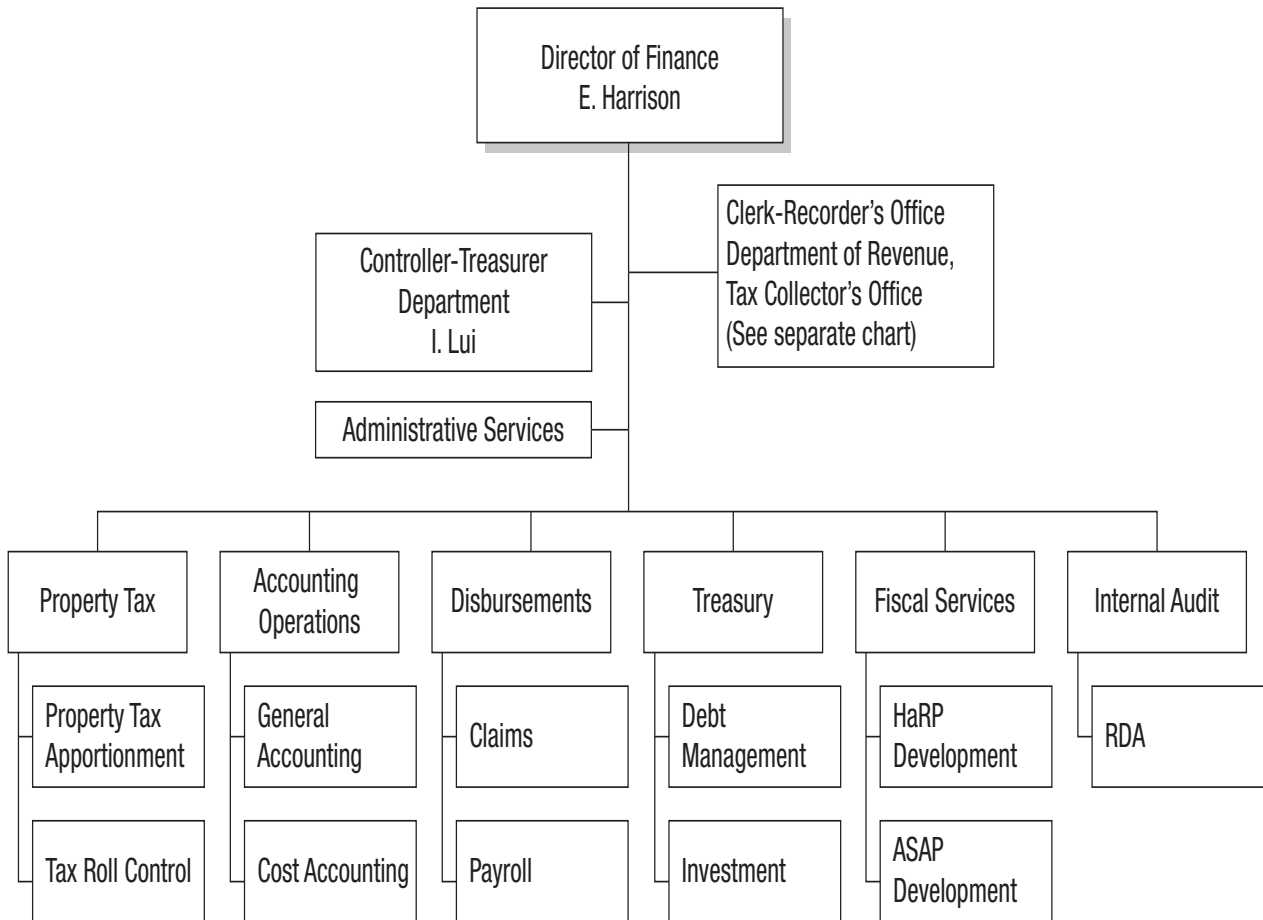 Director of Finance
E. Harrison
Clerk-Recorder’s Office
Department of Revenue,
Tax Collector’s Office
(See separate chart)
Controller-Treasurer
Department
I. Lui
Administrative Services
Property Tax
Accounting
Operations
Disbursements
Treasury
Fiscal Services
Internal Audit
Property Tax
Apportionment
General
Accounting
Claims
Debt
Management
HaRP
Development
RDA
Tax Roll Control
Cost Accounting
Payroll
Investment
ASAP
Development